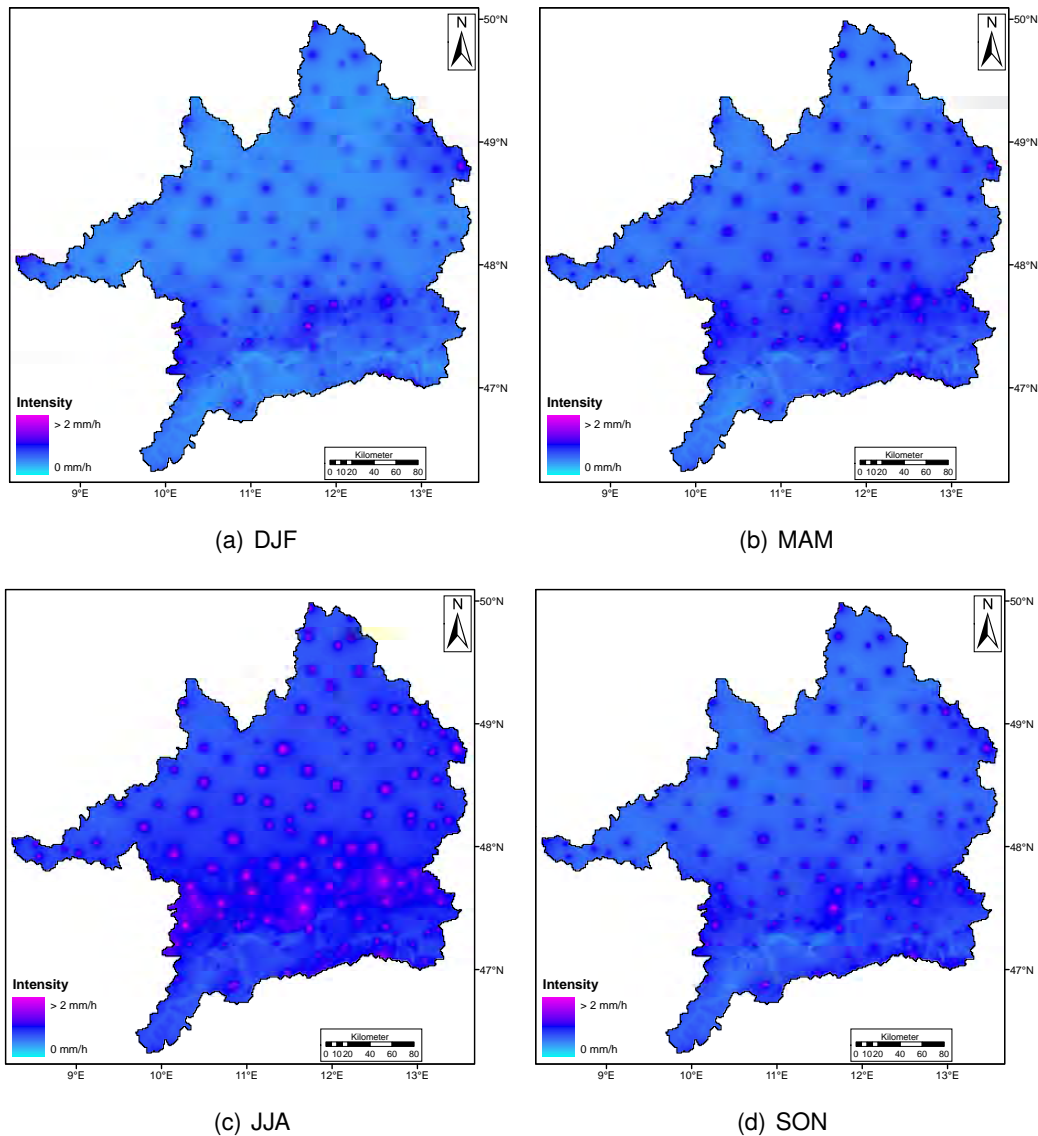 N
50°N
49°N
48°N
47°N
Intensity
> 2 mm/h
0 mm/h
Kilometer
0 10 20 40 60 80
9°E 10°E 11°E 12°E 13°E
(a) DJF
N
50°N
49°N
48°N
47°N
Intensity
> 2 mm/h
0 mm/h
Kilometer
0 10 20 40 60 80
9°E 10°E 11°E 12°E 13°E
(b) MAM
N
50°N
49°N
48°N
47°N
Intensity
> 2 mm/h
0 mm/h
Kilometer
0 10 20 40 60 80
9°E 10°E 11°E 12°E 13°E
(c) JJA
N
50°N
49°N
48°N
47°N
Intensity
> 2 mm/h
0 mm/h
Kilometer
0 10 20 40 60 80
9°E 10°E 11°E 12°E 13°E
(d) SON